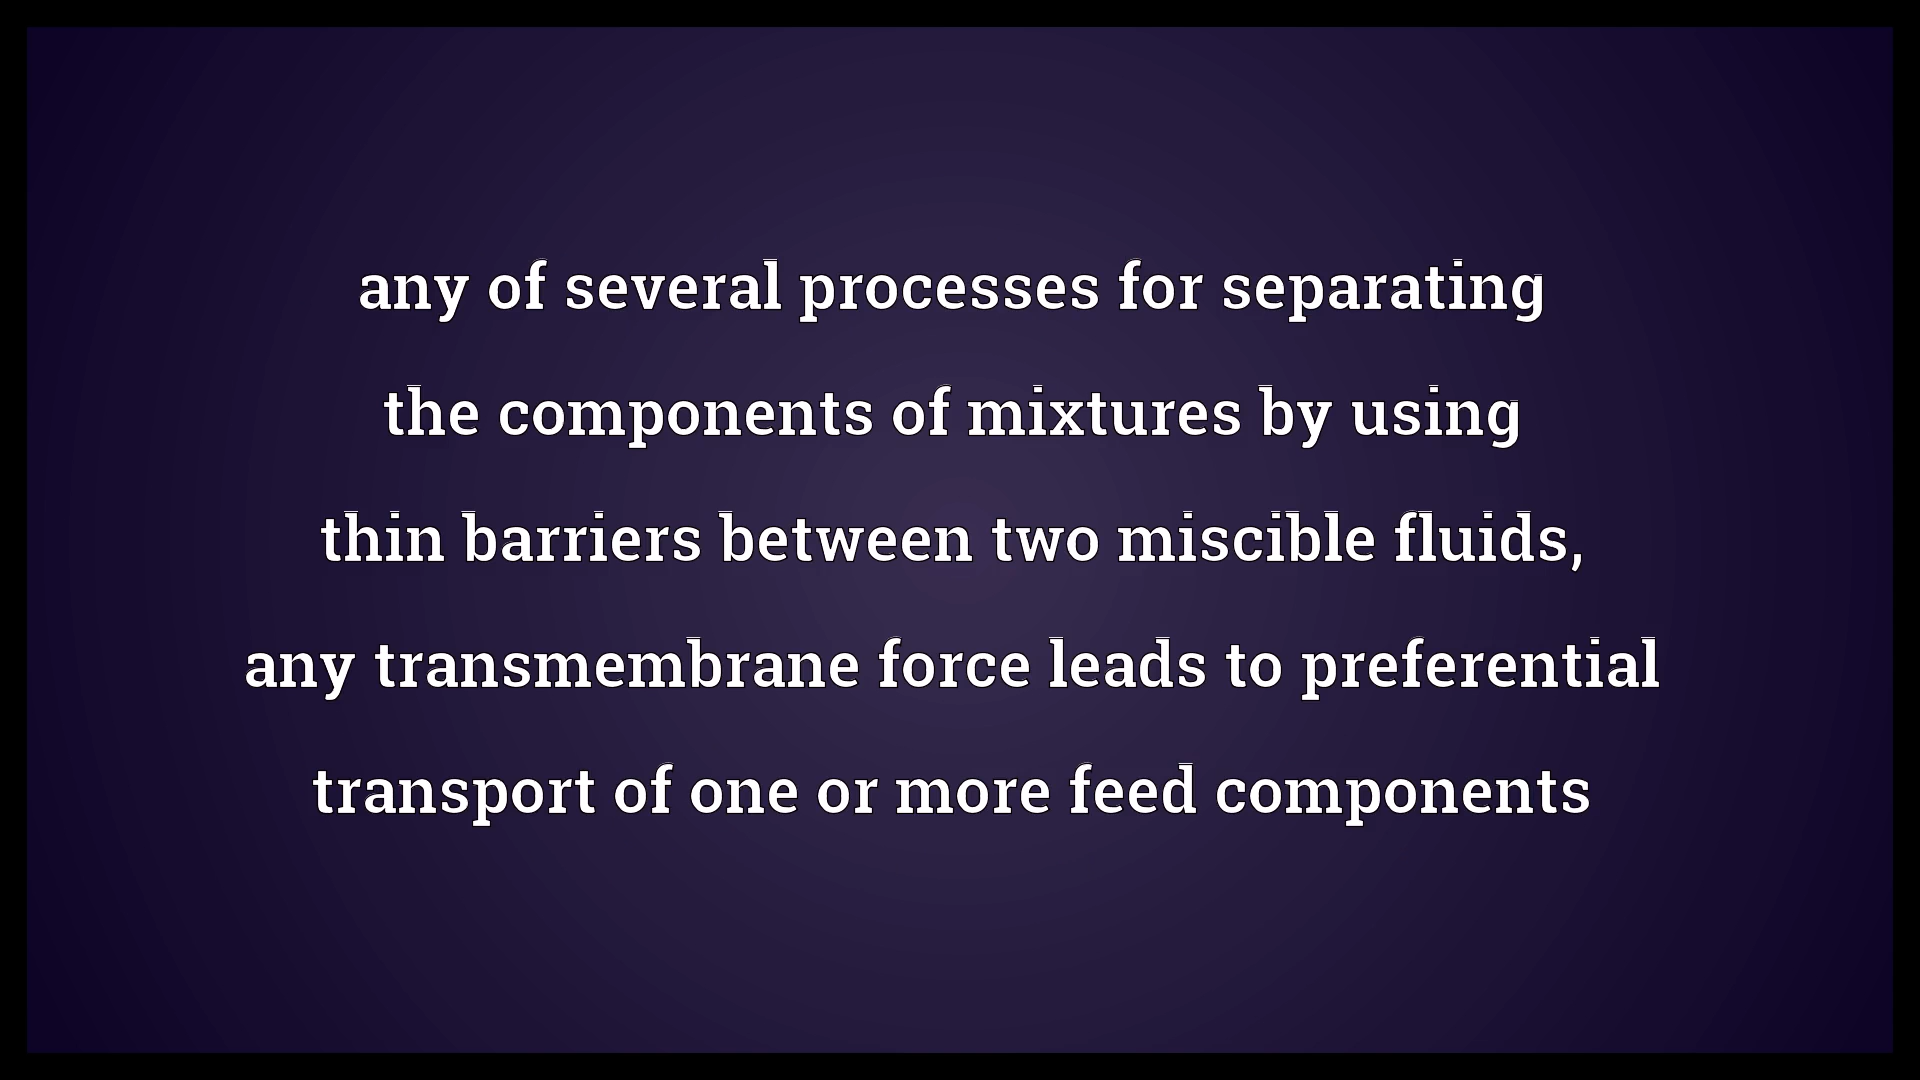 any of several processes for separating
the components of mixtures by using
thin barriers between two miscible fluids,
any transmembrane force leads to preferential
transport of one or more feed components